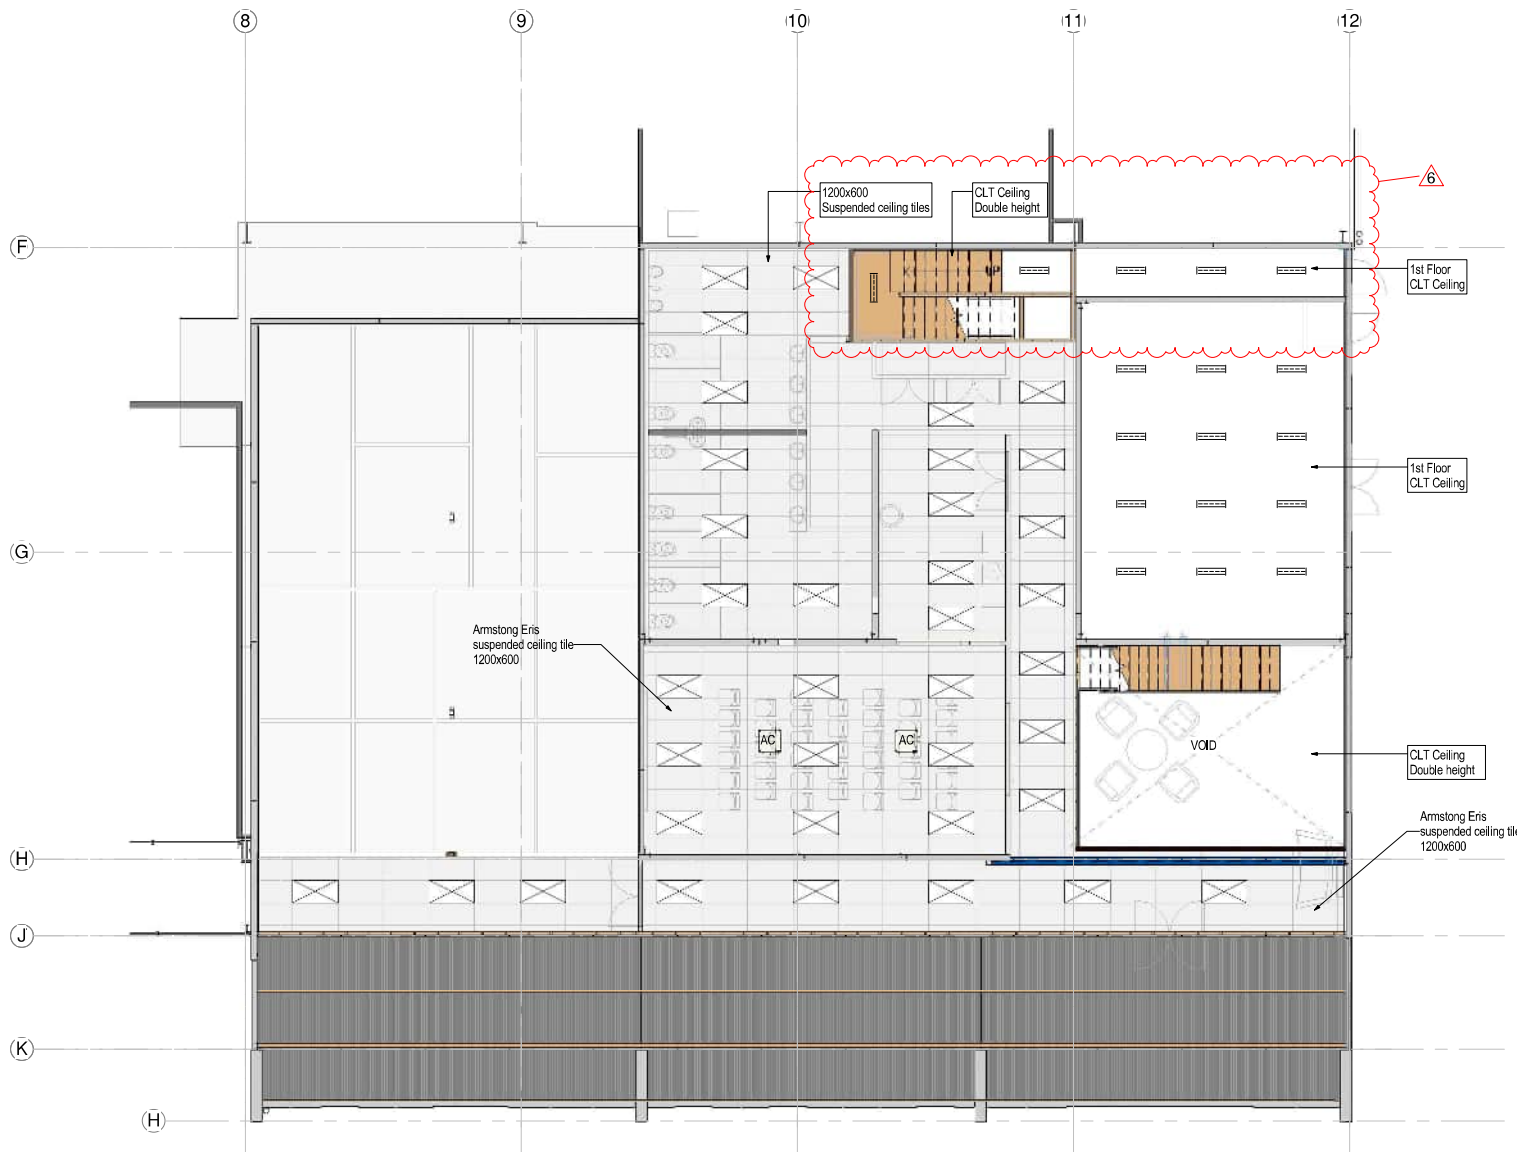 8
9
10
11
12
6
1200x600
Suspended ceiling tiles
CLT Ceiling
Double height
F
UP
1st Floor
CLT Ceiling
1st Floor
CLT Ceiling
G
Armstong Eris
suspended ceiling tile
1200x600
AC
AC
VOID
CLT Ceiling
Double height
Armstong Eris
suspended ceiling tile
1200x600
H
J
K
H